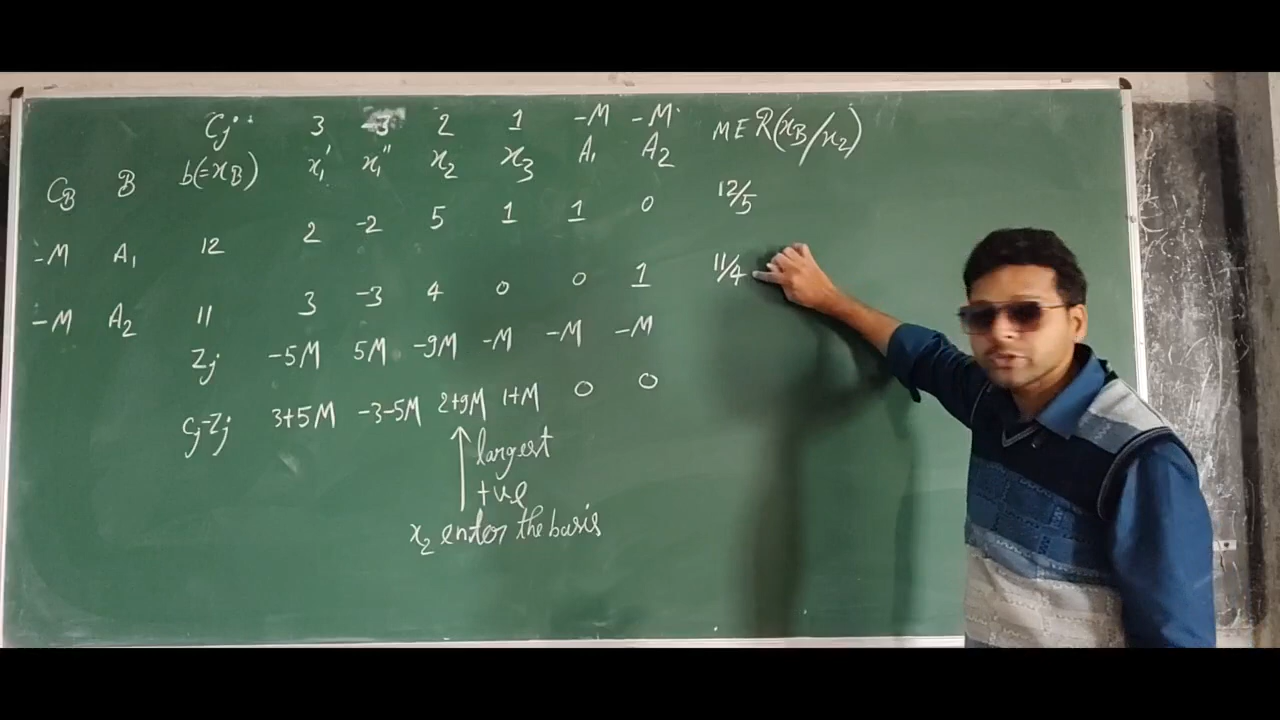 Cj : 3 -3 2 1 -M -M MER(xB/x2)
CB B b(=xB) x1' x1'' x2 x3 A1 A2
-M A1 12 2 -2 5 1 1 0 12/5
-M A2 11 3 -3 4 0 0 1 11/4
Zj -5M 5M -9M -M -M -M
Cj-Zj 3+5M -3-5M 2+9M 1+M 0 0
largest
+ve
x2 enter the basis